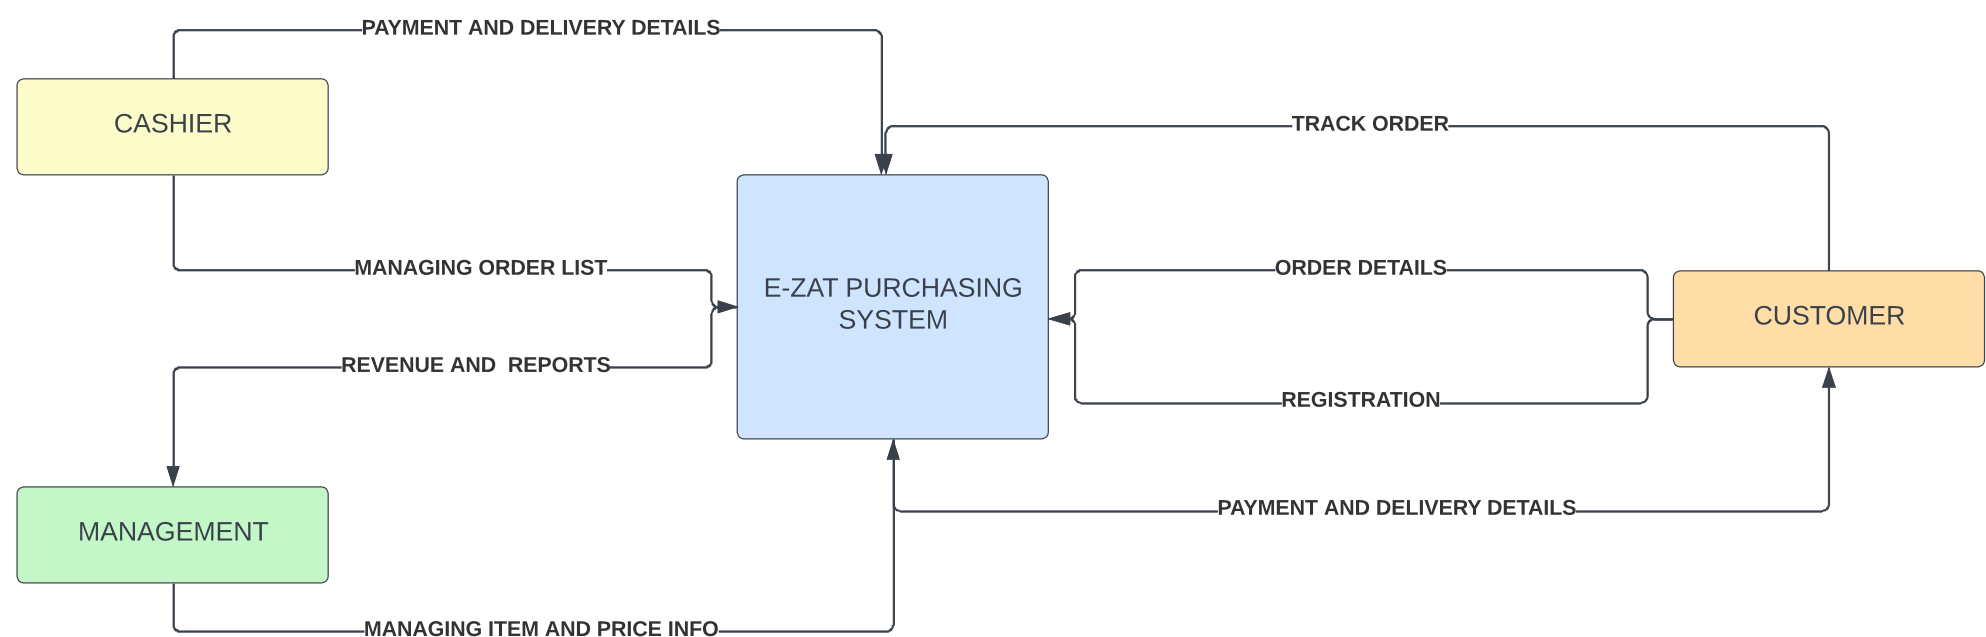 PAYMENT AND DELIVERY DETAILS
CASHIER
TRACK ORDER
MANAGING ORDER LIST
ORDER DETAILS
E-ZAT PURCHASING
SYSTEM
CUSTOMER
REVENUE AND  REPORTS
REGISTRATION
MANAGEMENT
PAYMENT AND DELIVERY DETAILS
MANAGING ITEM AND PRICE INFO